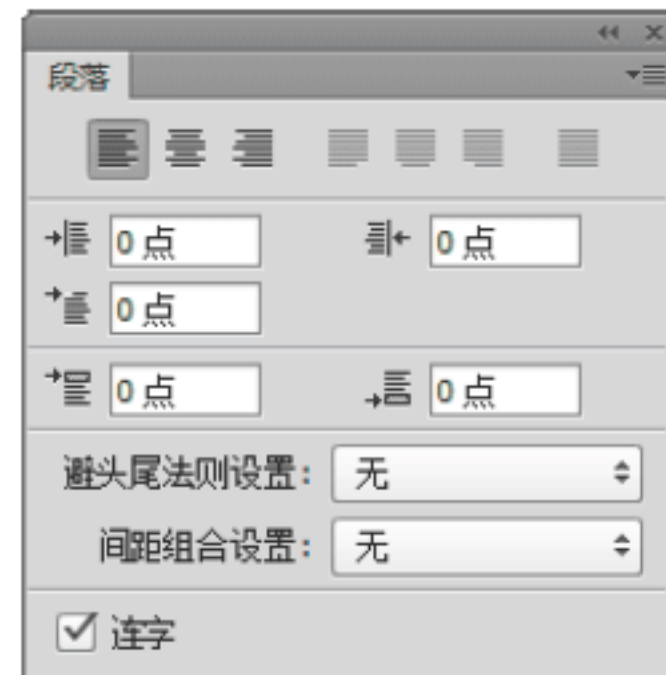 段落
0 点 0 点
0 点
0 点 0 点
避头尾法则设置： 无
间距组合设置： 无
连字